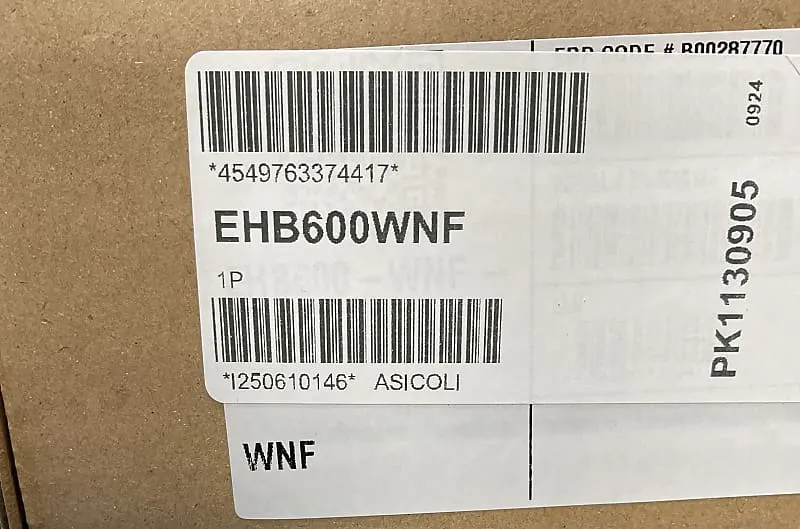 ERP CODE # B00287770
*4549763374417*
EHB600WNF
1P
*I250610146* ASICOLI
0924
PK1130905
WNF